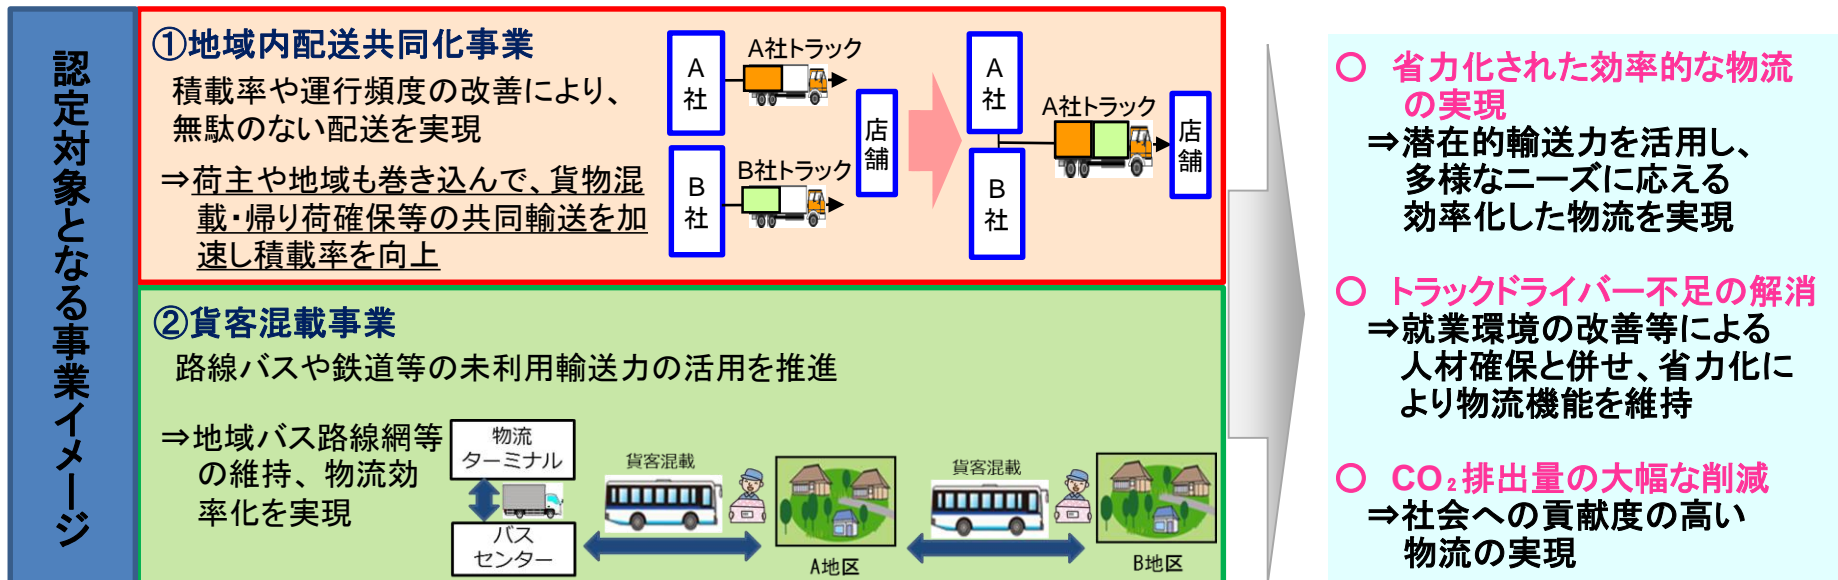 認定対象となる事業イメージ
①地域内配送共同化事業
積載率や運行頻度の改善により、
無駄のない配送を実現
⇒荷主や地域も巻き込んで、貨物混
載・帰り荷確保等の共同輸送を加
速し積載率を向上
A社
A社トラック
B社
B社トラック
店舗
A社
B社
A社トラック
店舗
②貨客混載事業
路線バスや鉄道等の未利用輸送力の活用を推進
⇒地域バス路線網等
の維持、物流効
率化を実現
物流
ターミナル
バス
センター
貨客混載
A地区
貨客混載
B地区
○ 省力化された効率的な物流
の実現
⇒潜在的輸送力を活用し、
多様なニーズに応える
効率化した物流を実現
○ トラックドライバー不足の解消
⇒就業環境の改善等による
人材確保と併せ、省力化に
より物流機能を維持
○ CO₂排出量の大幅な削減
⇒社会への貢献度の高い
物流の実現